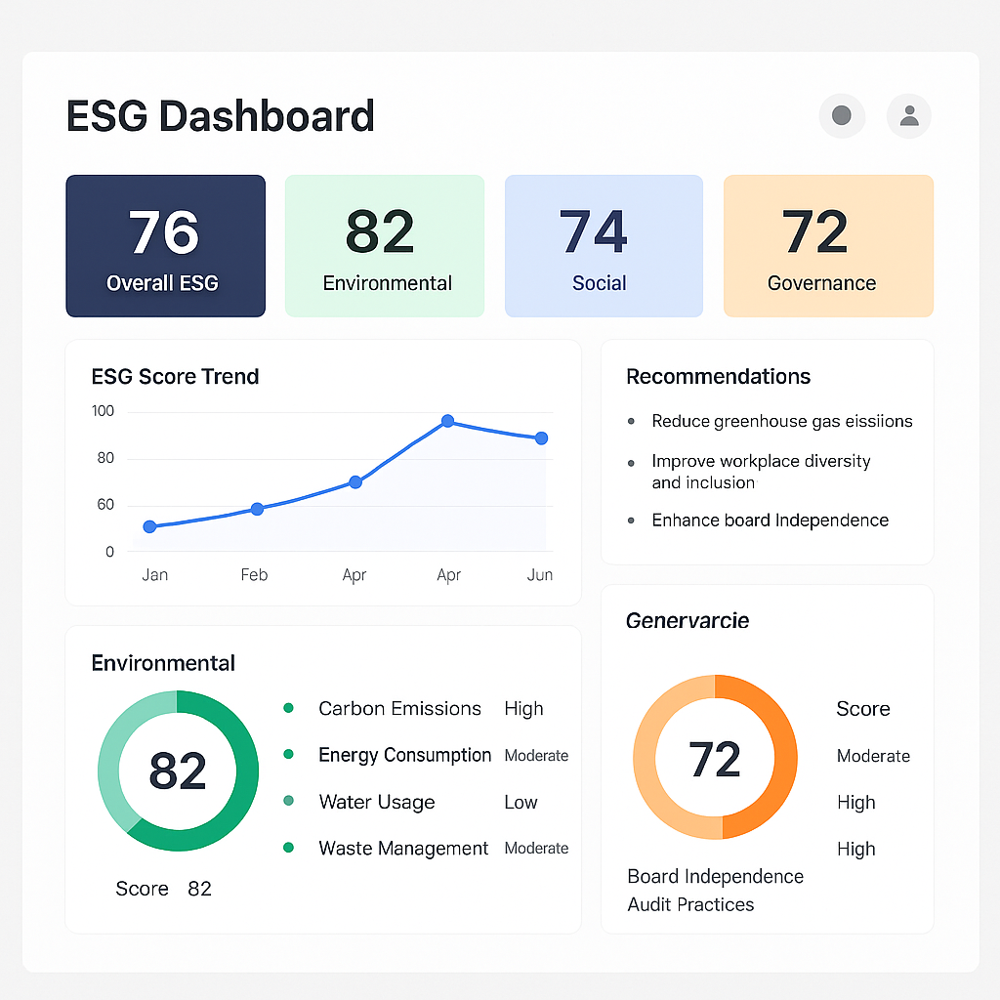 ESG Dashboard
76
Overall ESG
82
Environmental
74
Social
72
Governance
ESG Score Trend
100
80
60
0
Jan
Feb
Apr
Apr
Jun
Recommendations
Reduce greenhouse gas eissiions
Improve workplace diversity
and inclusion
Enhance board Independence
Environmental
82
Score 82
Carbon Emissions High
Energy Consumption Moderate
Water Usage Low
Waste Management Moderate
Genervarcie
72
Score
Moderate
High
High
Board Independence
Audit Practices